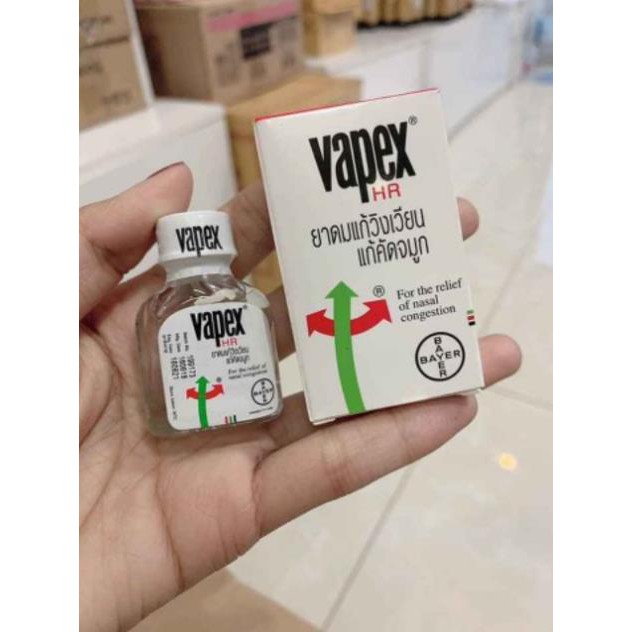 vapex®
HR
ยาดมแก้วิงเวียน
แก้คัดจมูก
®
For the relief
of nasal
congestion
BAYER
BAYER
vapex
vapex®
HR
ยาดมแก้วิงเวียน
แก้คัดจมูก
For the relief of
nasal congestion
BAYER
BAYER